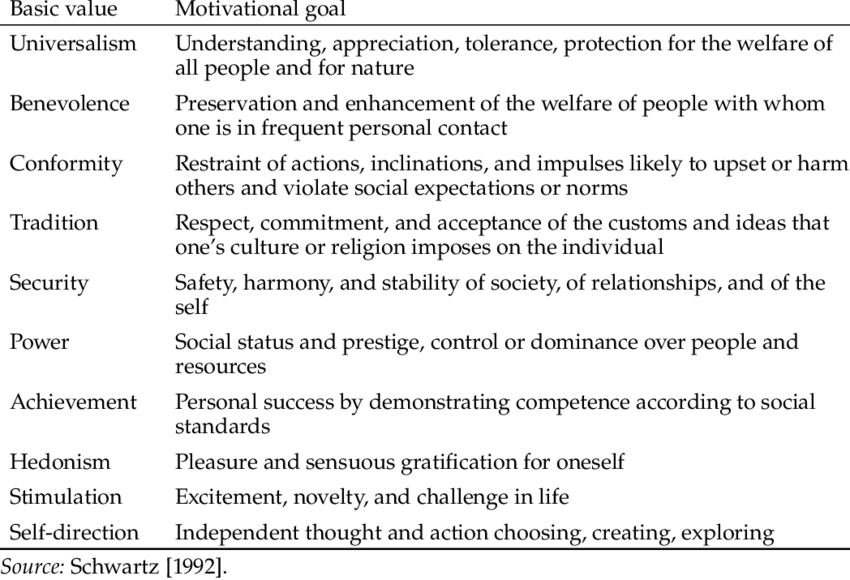 Basic value Motivational goal
Universalism Understanding, appreciation, tolerance, protection for the welfare of
all people and for nature
Benevolence Preservation and enhancement of the welfare of people with whom
one is in frequent personal contact
Conformity Restraint of actions, inclinations, and impulses likely to upset or harm
others and violate social expectations or norms
Tradition Respect, commitment, and acceptance of the customs and ideas that
one's culture or religion imposes on the individual
Security Safety, harmony, and stability of society, of relationships, and of the
self
Power Social status and prestige, control or dominance over people and
resources
Achievement Personal success by demonstrating competence according to social
standards
Hedonism Pleasure and sensuous gratification for oneself
Stimulation Excitement, novelty, and challenge in life
Self-direction Independent thought and action choosing, creating, exploring
Source: Schwartz [1992].